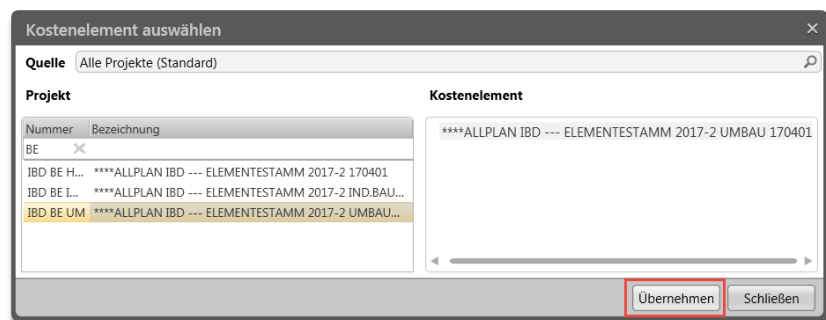 Kostenelement auswählen
Quelle Alle Projekte (Standard)
Projekt
Kostenelement
Nummer Bezeichnung
BE
IBD BE H... ****ALLPLAN IBD --- ELEMENTESTAMM 2017-2 170401
IBD BE I... ****ALLPLAN IBD --- ELEMENTESTAMM 2017-2 IND.BAU...
IBD BE UM ****ALLPLAN IBD --- ELEMENTESTAMM 2017-2 UMBAU...
****ALLPLAN IBD --- ELEMENTESTAMM 2017-2 UMBAU 170401
Übernehmen Schließen